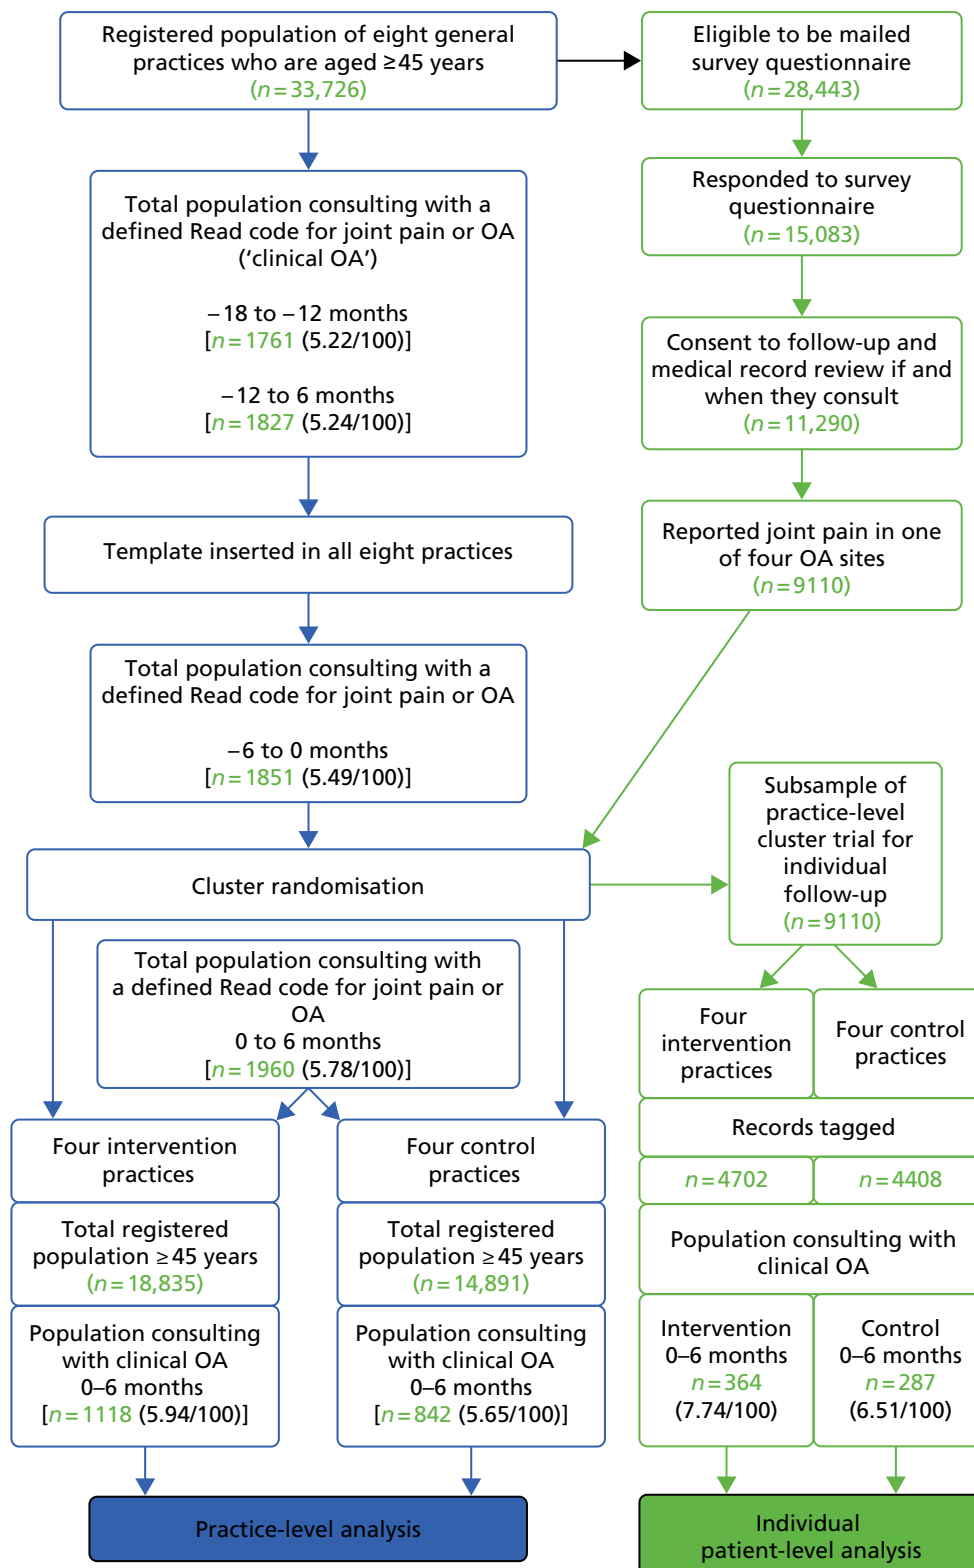 Registered population of eight general
practices who are aged ≥45 years
(n=33,726)
Eligible to be mailed
survey questionnaire
(n=28,443)
Responded to survey
questionnaire
(n=15,083)
Consent to follow-up and
medical record review if and
when they consult
(n=11,290)
Reported joint pain in one
of four OA sites
(n=9110)
Total population consulting with a
defined Read code for joint pain or OA
(‘clinical OA’)
–18 to –12 months
[n=1761 (5.22/100)]
–12 to 6 months
[n=1827 (5.24/100)]
Template inserted in all eight practices
Total population consulting with a
defined Read code for joint pain or OA
–6 to 0 months
[n=1851 (5.49/100)]
Cluster randomisation
Subsample of
practice-level
cluster trial for
individual
follow-up
(n=9110)
Total population consulting with
a defined Read code for joint pain or
OA
0 to 6 months
[n=1960 (5.78/100)]
Four intervention
practices
Total registered
population ≥45 years
(n=18,835)
Population consulting
with clinical OA
0–6 months
[n=1118 (5.94/100)]
Four control
practices
Total registered
population ≥45 years
(n=14,891)
Population consulting
with clinical OA
0–6 months
[n=842 (5.65/100)]
Practice-level analysis
Four
intervention
practices
Four control
practices
Records tagged
n=4702
n=4408
Population consulting with
clinical OA
Intervention
0–6 months
n=364
(7.74/100)
Control
0–6 months
n=287
(6.51/100)
Individual
patient-level analysis